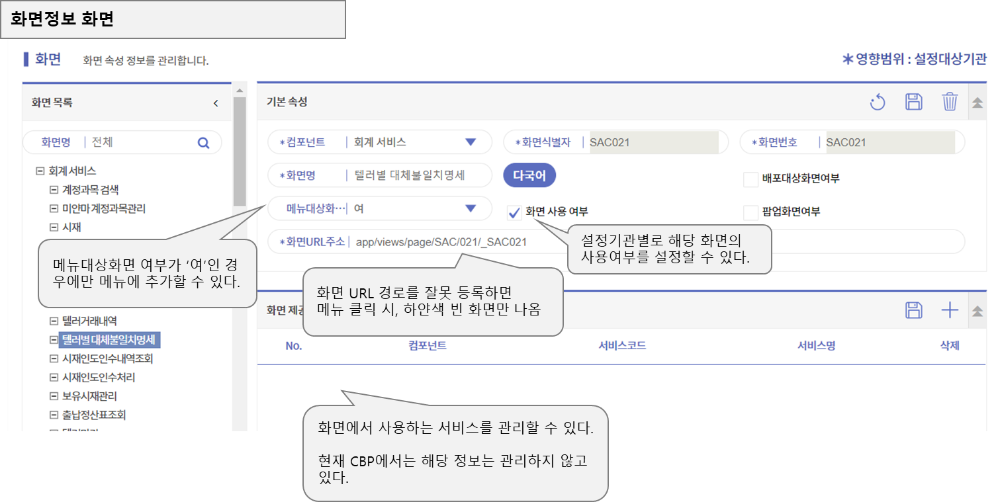 화면정보 화면
화면 화면 속성 정보를 관리합니다.
*영향범위 : 설정대상기관
화면 목록
화면명 | 전체
회계서비스
계정과목 검색
미얀마 계정과목관리
시재
메뉴대상화면 여부가 ‘여’인 경
우에만 메뉴에 추가할 수 있다.
텔러거래내역
텔러별 대체불일치명세
시재인도인수내역조회
시재인도인수처리
보유시재관리
출납정산표조회
기본 속성
*컴포넌트 | 회계 서비스
*화면식별자 | SAC021
*화면번호 | SAC021
*화면명 | 텔러별 대체불일치명세
다국어
배포대상화면여부
메뉴대상화…| 여
화면 사용 여부
팝업화면여부
*화면URL주소 | app/views/page/SAC/021/_SAC021
설정기관별로 해당 화면의
사용여부를 설정할 수 있다.
화면 URL 경로를 잘못 등록하면
메뉴 클릭 시, 하얀색 빈 화면만 나옴
화면
No. 컴포넌트 서비스코드 서비스명 삭제
화면에서 사용하는 서비스를 관리할 수 있다.
현재 CBP에서는 해당 정보는 관리하지 않고
있다.